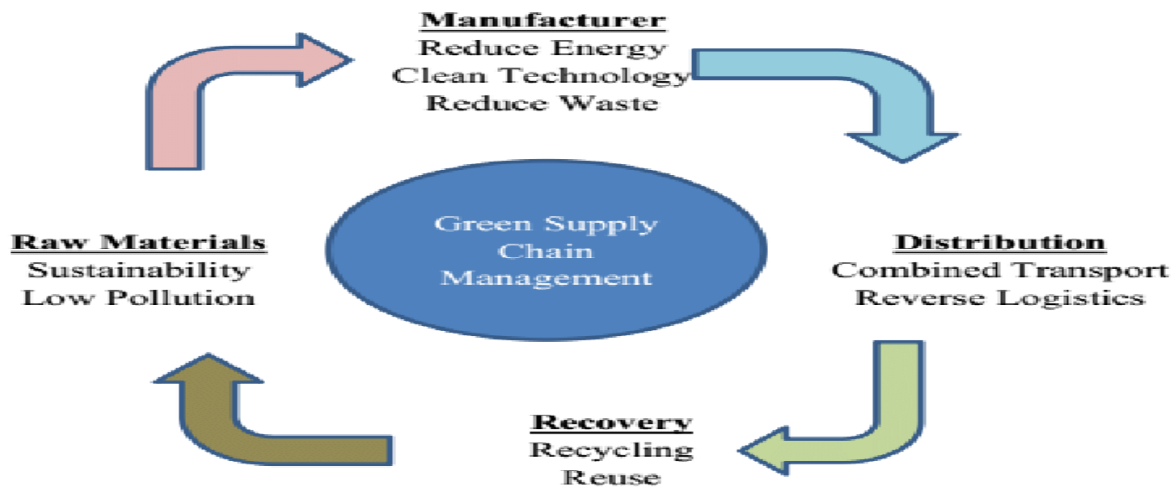 Manufacturer
Reduce Energy
Clean Technology
Reduce Waste
Green Supply
Chain
Management
Raw Materials
Sustainability
Low Pollution
Distribution
Combined Transport
Reverse Logistics
Recovery
Recycling
Reuse